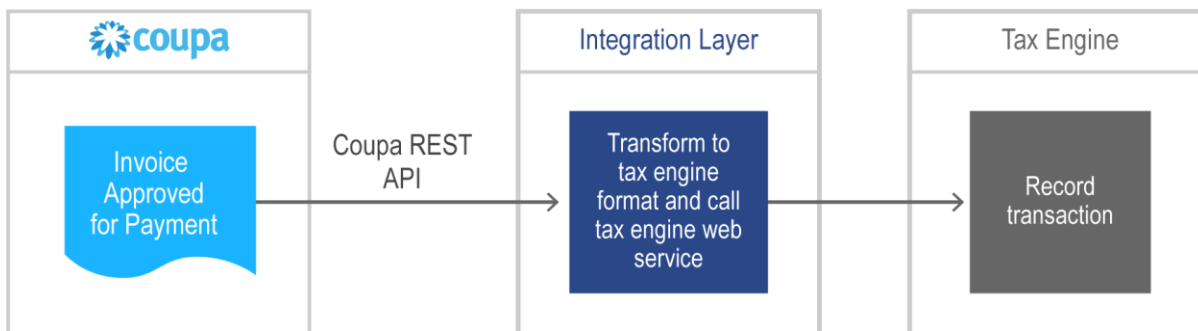 coupa
Integration Layer
Tax Engine
Invoice
Approved
for Payment
Coupa REST
API
Transform to
tax engine
format and call
tax engine web
service
Record
transaction